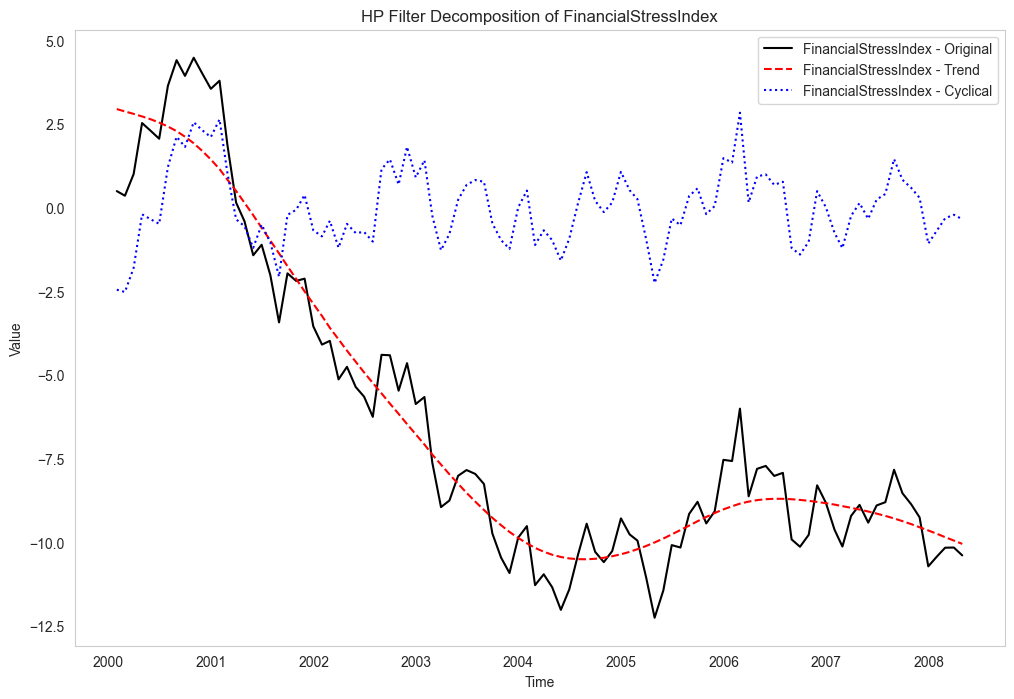 HP Filter Decomposition of FinancialStressIndex
FinancialStressIndex - Original
FinancialStressIndex - Trend
FinancialStressIndex - Cyclical
5.0
2.5
0.0
−2.5
−5.0
−7.5
−10.0
−12.5
Value
2000 2001 2002 2003 2004 2005 2006 2007 2008
Time